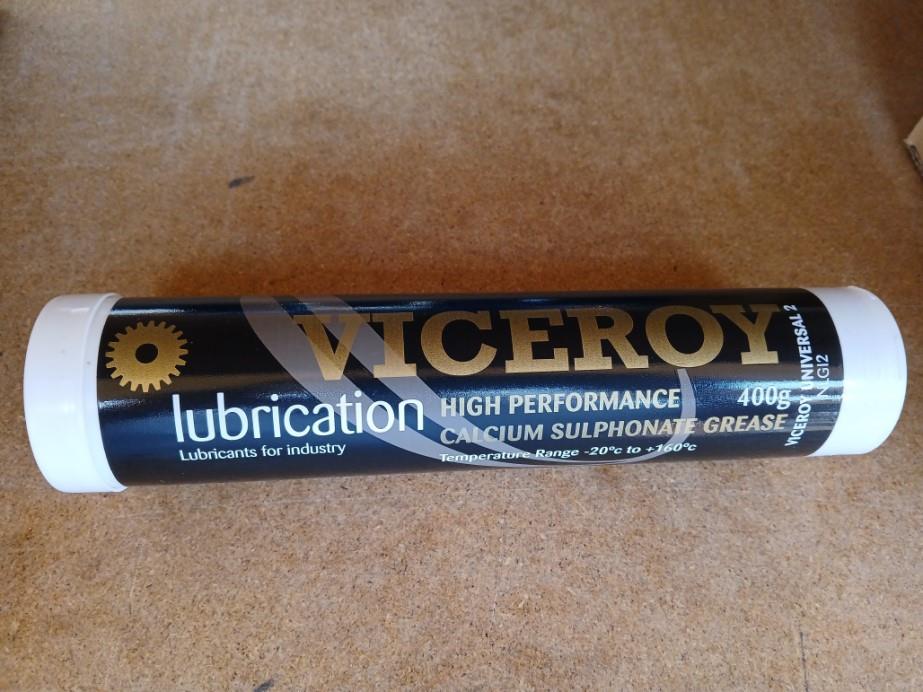 VICEROY
lubrication
Lubricants for industry
HIGH PERFORMANCE 400g
CALCIUM SULPHONATE GREASE
Temperature Range -20°c to +160°c
VICEROY UNIVERSAL 2
NLGI2